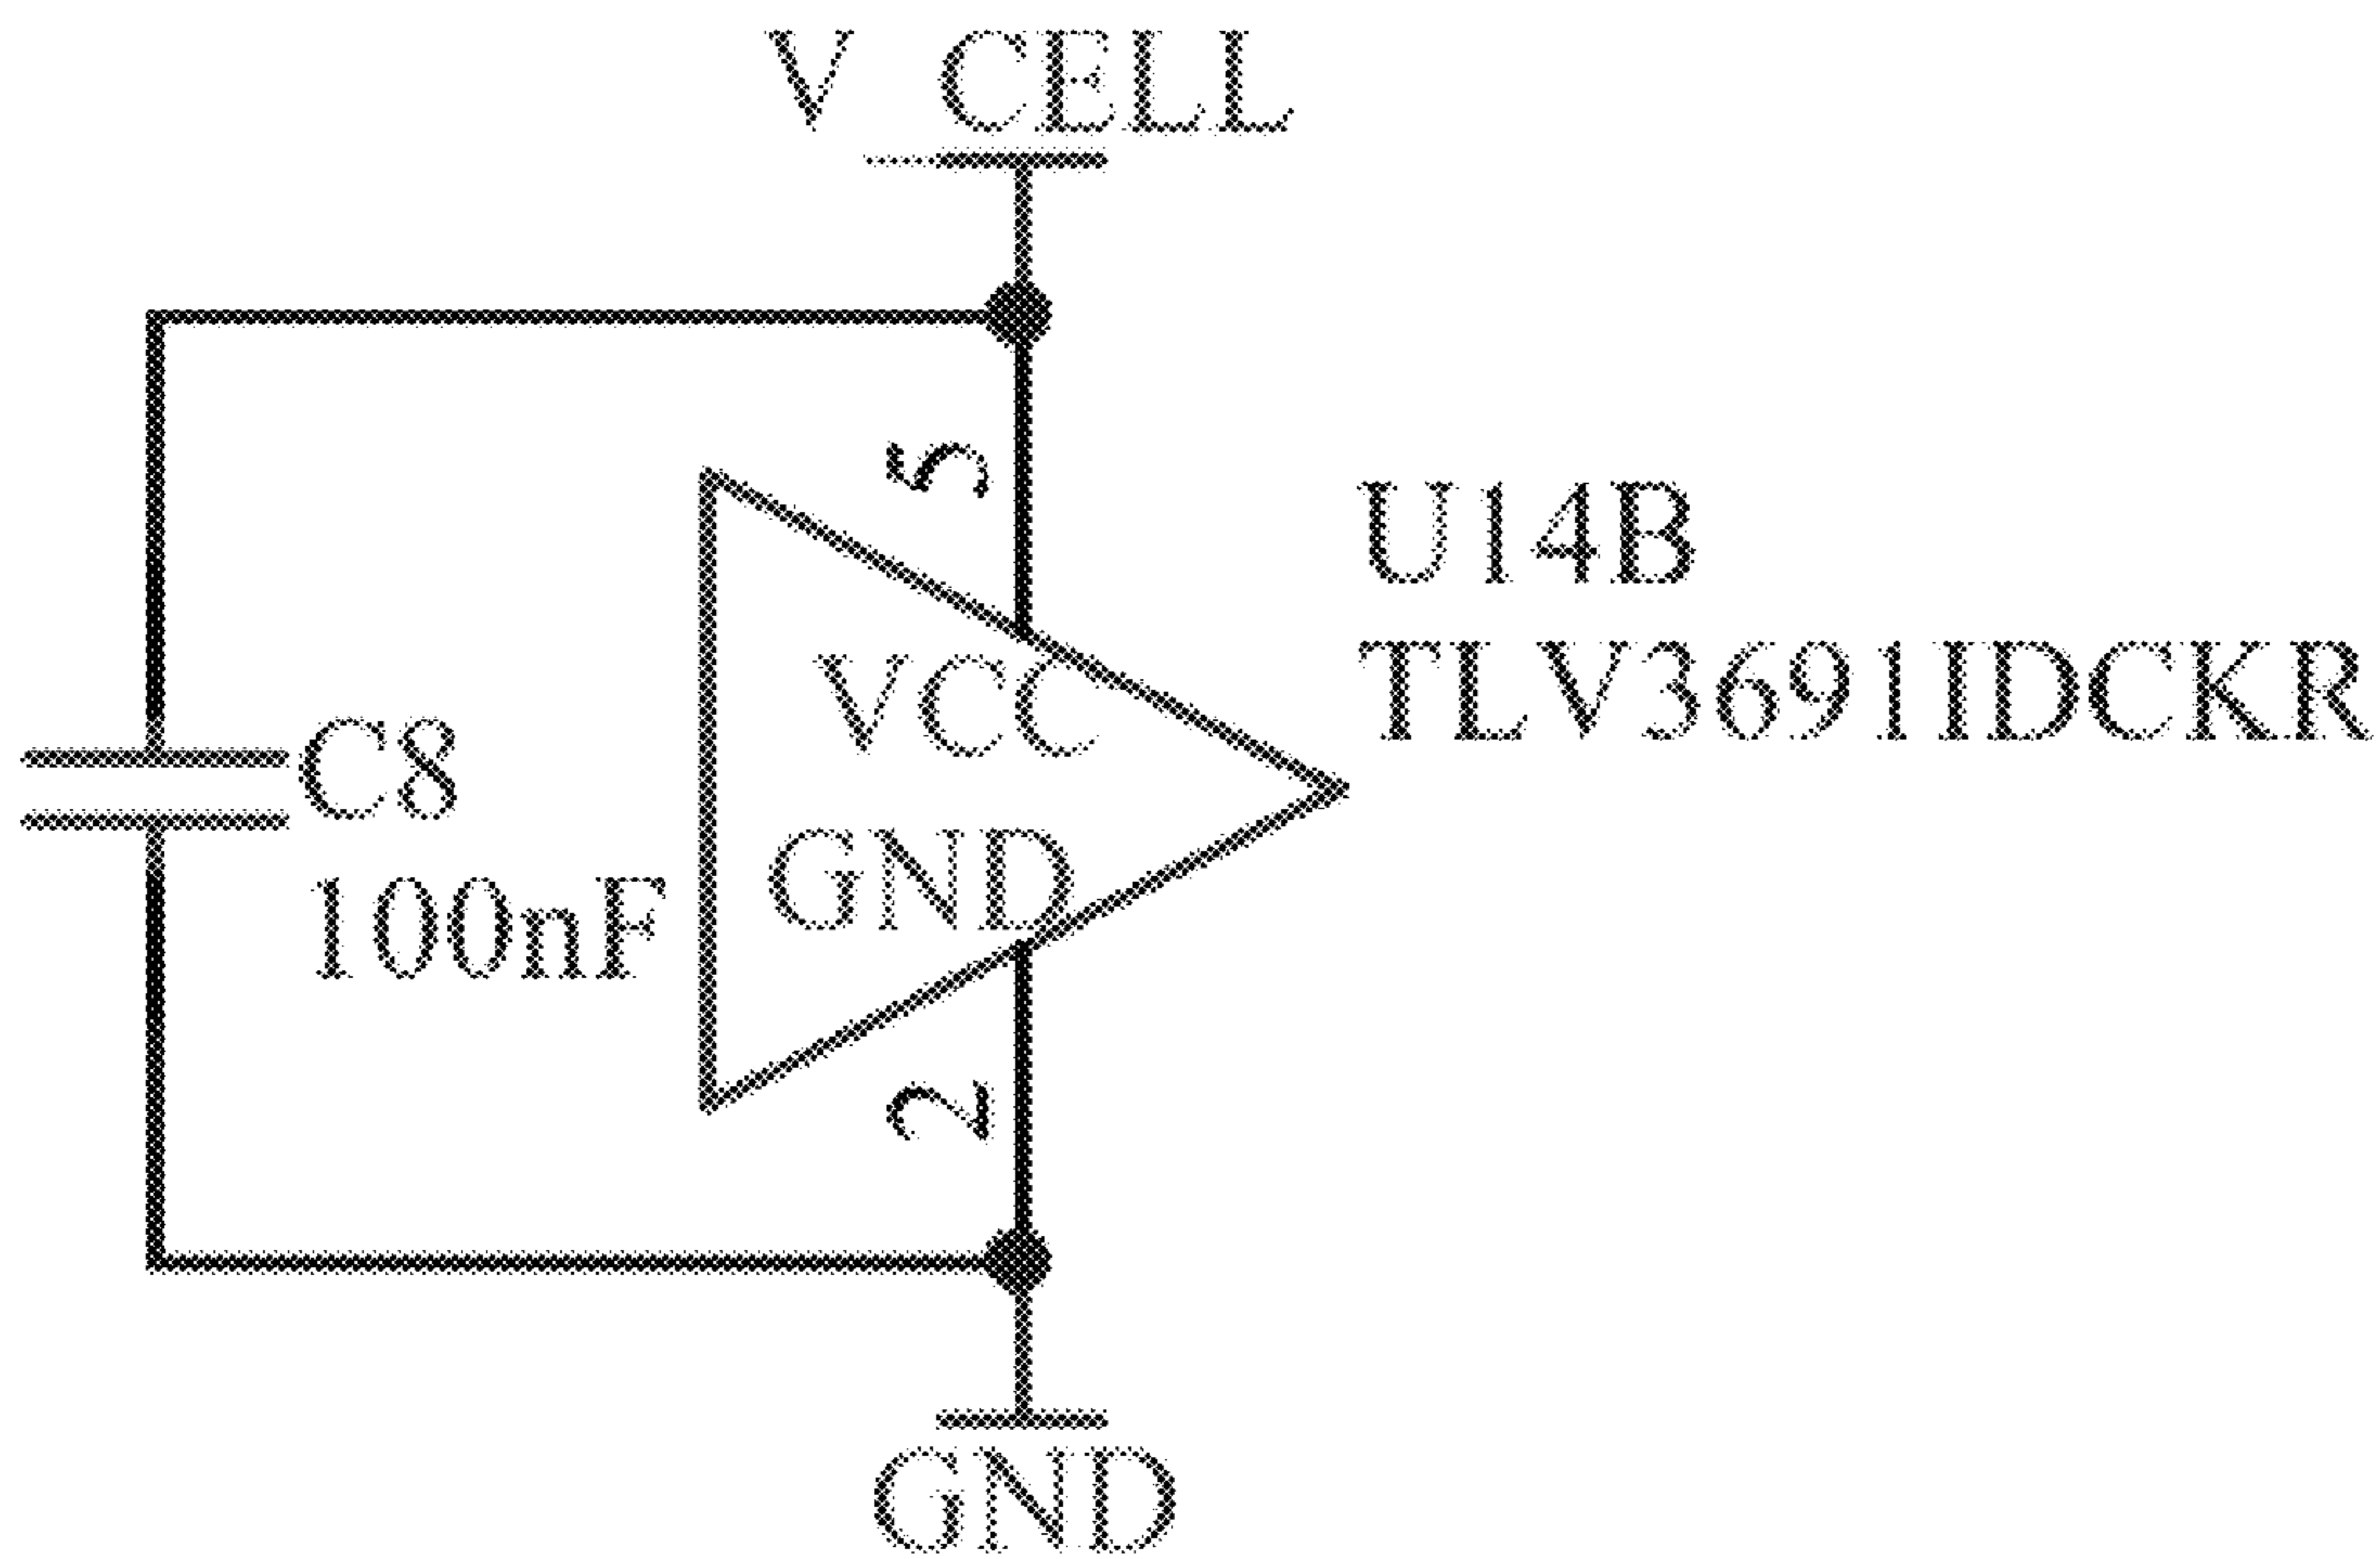 V_CELL
5
U14B
TLV3691IDCKR
VCC
C8
GND
100nF
2
GND